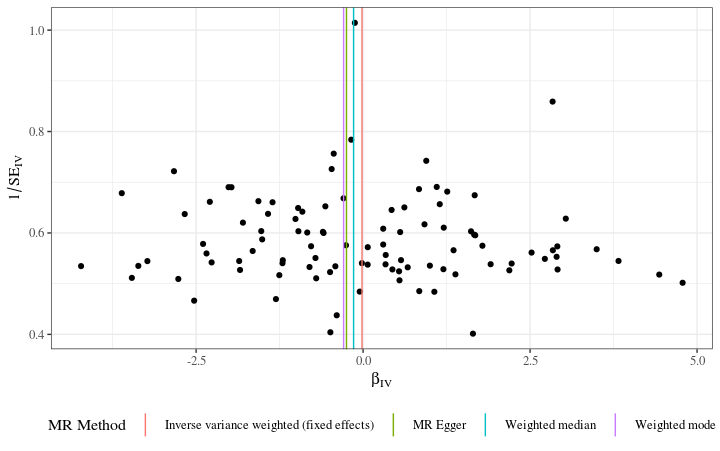 1.0
0.8
0.6
0.4
1/SE_IV
-2.5 0.0 2.5 5.0
β_IV
MR Method Inverse variance weighted (fixed effects) MR Egger Weighted median Weighted mode